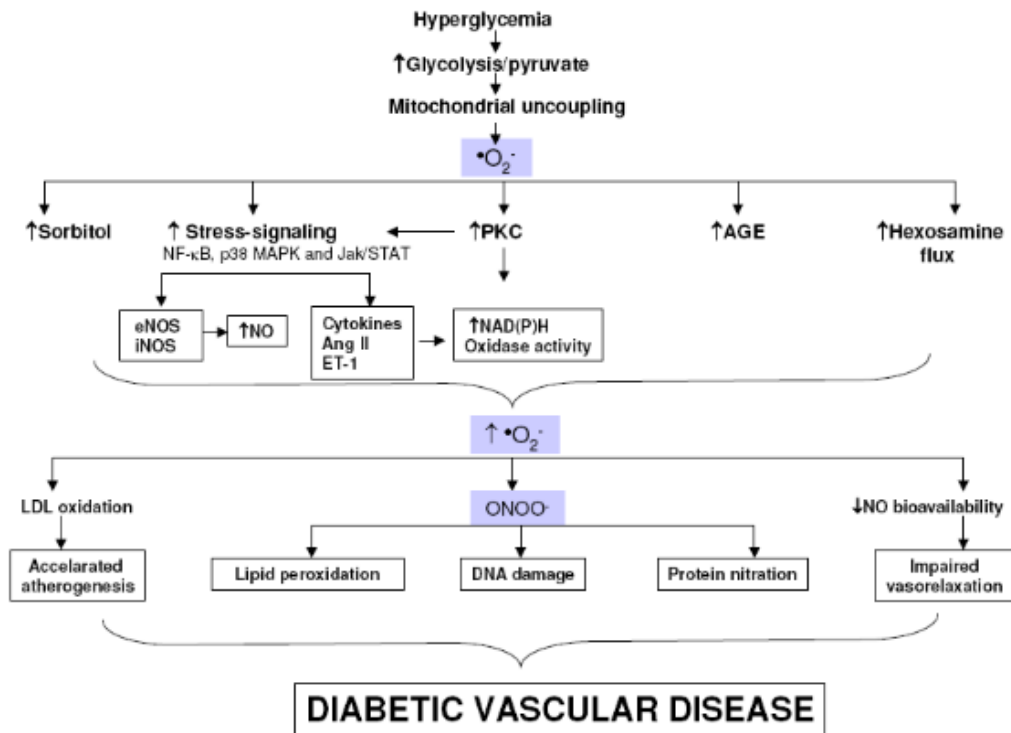 Hyperglycemia
↑Glycolysis/pyruvate
Mitochondrial uncoupling
•O₂⁻
↑Sorbitol
↑ Stress-signaling
NF-κB, p38 MAPK and Jak/STAT
↑PKC
↑AGE
↑Hexosamine
flux
eNOS
iNOS
↑NO
Cytokines
Ang II
ET-1
↑NAD(P)H
Oxidase activity
↑ •O₂⁻
LDL oxidation
ONOO⁻
↓NO bioavailability
Accelarated
atherogenesis
Lipid peroxidation
DNA damage
Protein nitration
Impaired
vasorelaxation
DIABETIC VASCULAR DISEASE